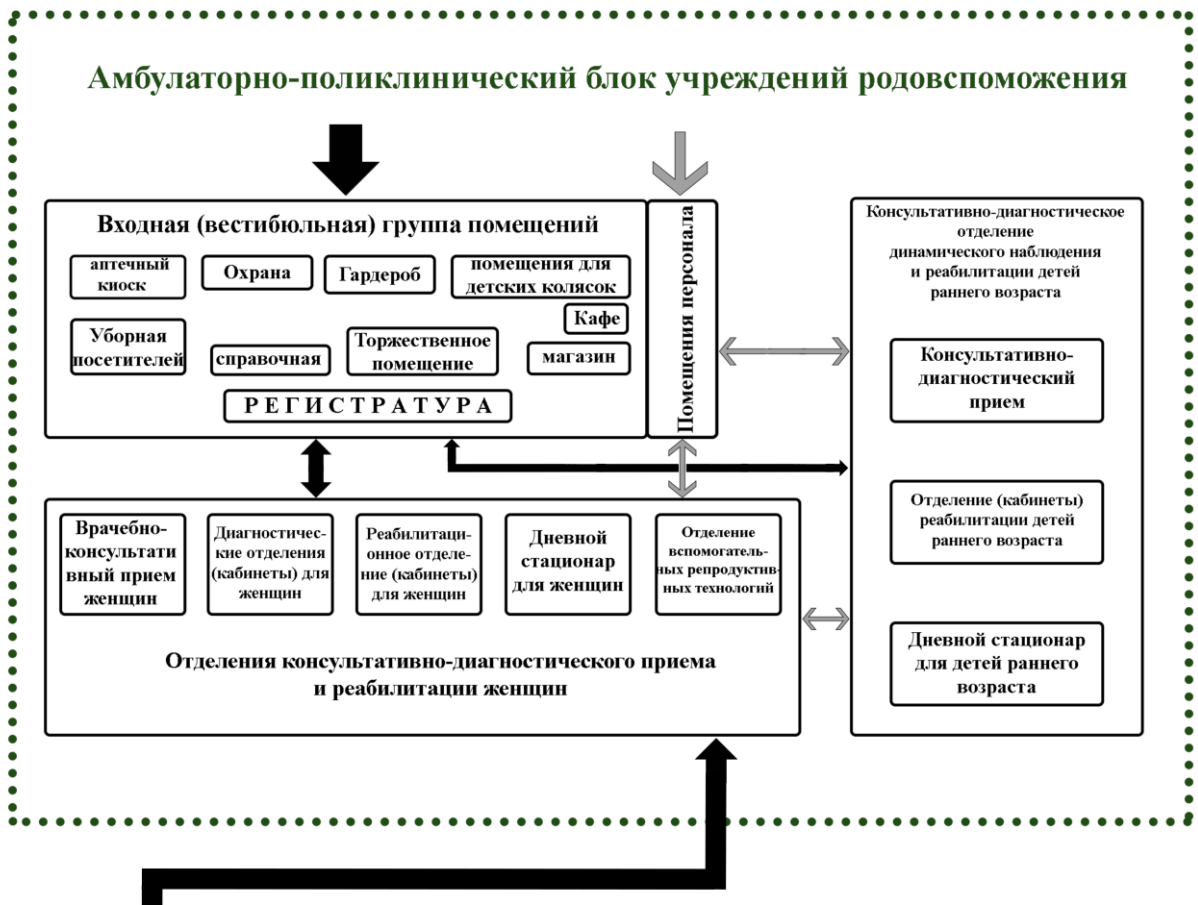 Амбулаторно-поликлинический блок учреждений родовспоможения
Входная (вестибюльная) группа помещений
аптечный
киоск
Охрана
Гардероб
помещения для
детских колясок
Кафе
Уборная
посетителей
справочная
Торжественное
помещение
магазин
Р Е Г И С Т Р А Т У Р А
Помещения персонала
Консультативно-диагностическое
отделение
динамического наблюдения
и реабилитации детей
раннего возраста
Консультативно-
диагностический
прием
Отделение (кабинеты)
реабилитации детей
раннего возраста
Дневной стационар
для детей раннего
возраста
Врачебно-
консультати
вный прием
женщин
Диагностичес-
кие отделения
(кабинеты) для
женщин
Реабилитаци-
онное отделе-
ние (кабинеты)
для женщин
Дневной
стационар
для женщин
Отделение
вспомогатель-
ных репродуктив-
ных технологий
Отделения консультативно-диагностического приема
и реабилитации женщин